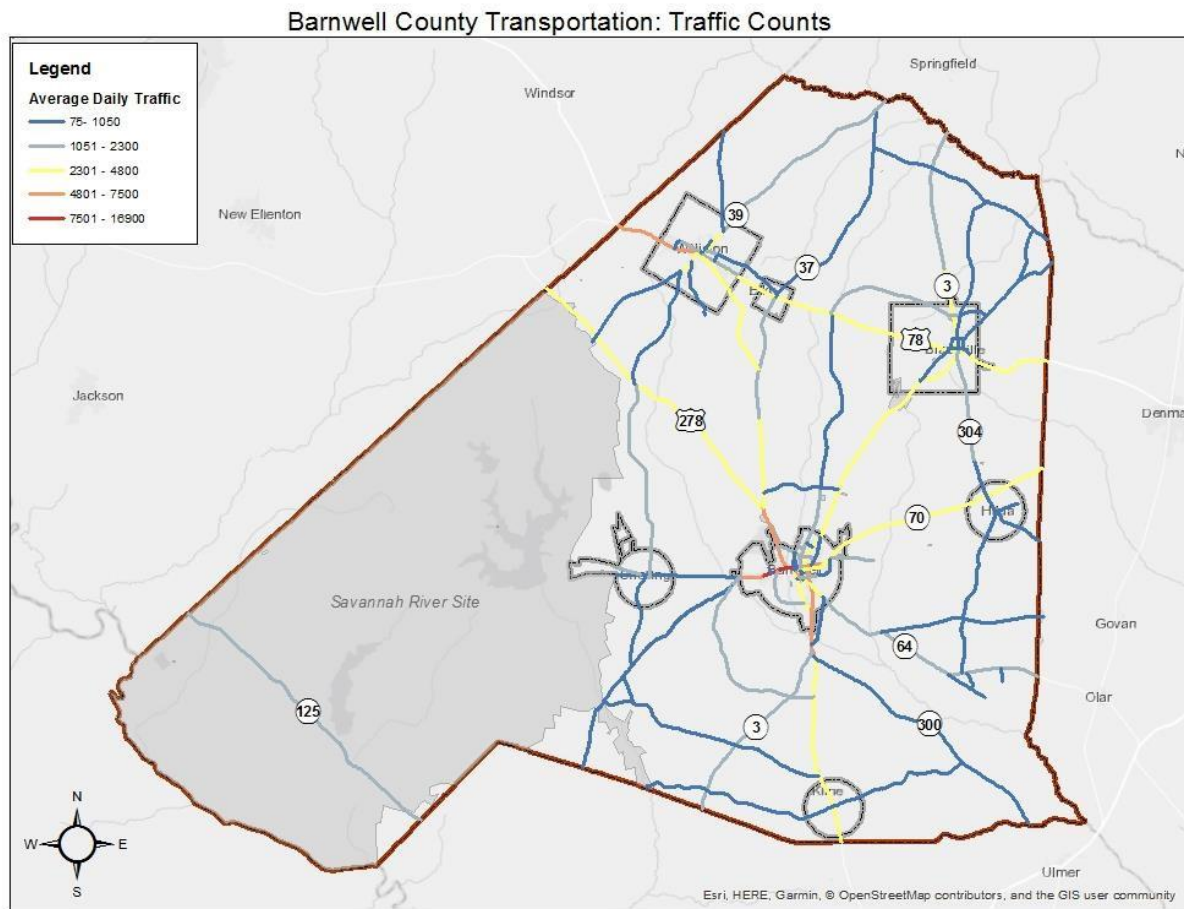 Barnwell County Transportation: Traffic Counts
Legend
Average Daily Traffic
75- 1050
1051 - 2300
2301 - 4800
4801 - 7500
7501 - 16900
Springfield
Windsor
New Ellenton
39
37
3
78
Jackson
278
Denma
304
70
Savannah River Site
Govan
64
Olar
125
3
300
N
W
E
S
Ulmer
Esri, HERE, Garmin, © OpenStreetMap contributors, and the GIS user community